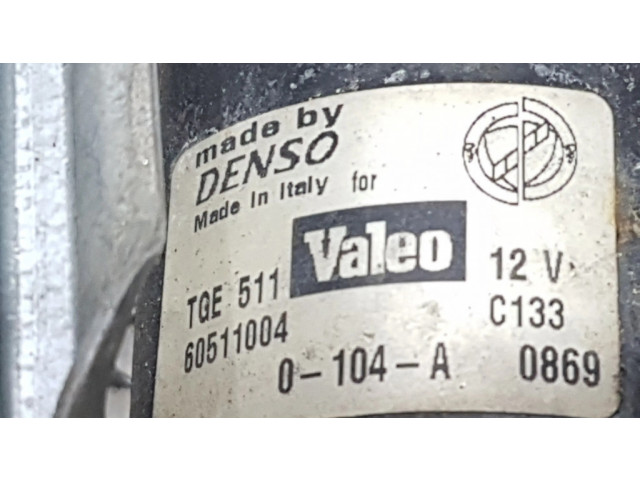 made by
DENSO
Made in Italy for
Valeo
TGE 511
12 V
60511004
C133
0-104-A
0869